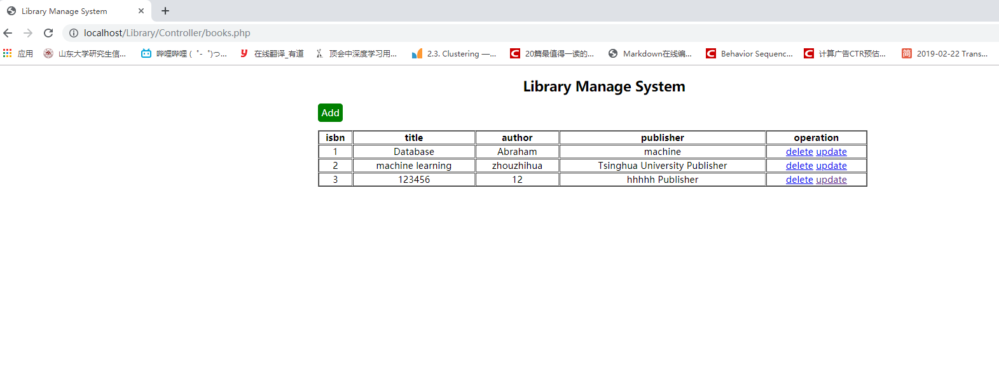 Library Manage System
localhost/Library/Controller/books.php
应用 山东大学研究生信... 哔哩哔哩 (゜-゜)つ... 在线翻译_有道 顶会中深度学习用... 2.3. Clustering —... 20篇最值得一读的... Markdown在线编... Behavior Sequenc... 计算广告CTR预估... 简 2019-02-22 Trans...
Library Manage System
Add
isbn title author publisher operation
1 Database Abraham machine delete update
2 machine learning zhouzhihua Tsinghua University Publisher delete update
3 123456 12 hhhhh Publisher delete update